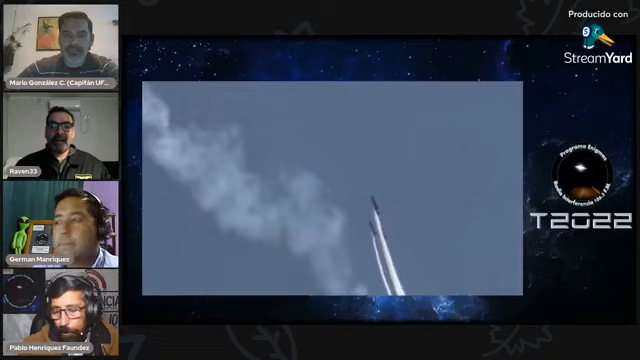 Producido con
StreamYard
Mario González C. (Capitán UF...
Raven33
German Manriquez
Pablo Henriquez Faundez
Programa Enigmas
T2022